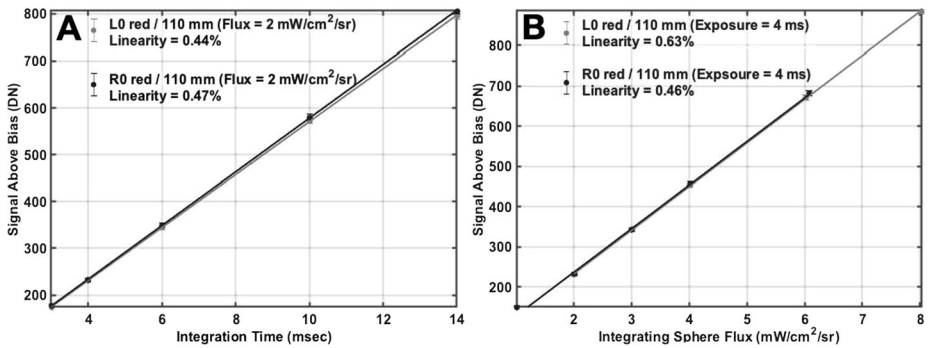 A
L0 red / 110 mm (Flux = 2 mW/cm²/sr)
Linearity = 0.44%
R0 red / 110 mm (Flux = 2 mW/cm²/sr)
Linearity = 0.47%
Signal Above Bias (DN)
800
700
600
500
400
300
200
4
6
8
10
12
14
Integration Time (msec)
B
L0 red / 110 mm (Exposure = 4 ms)
Linearity = 0.63%
R0 red / 110 mm (Expsoure = 4 ms)
Linearity = 0.46%
Signal Above Bias (DN)
800
700
600
500
400
300
200
2
3
4
5
6
7
8
Integrating Sphere Flux (mW/cm²/sr)